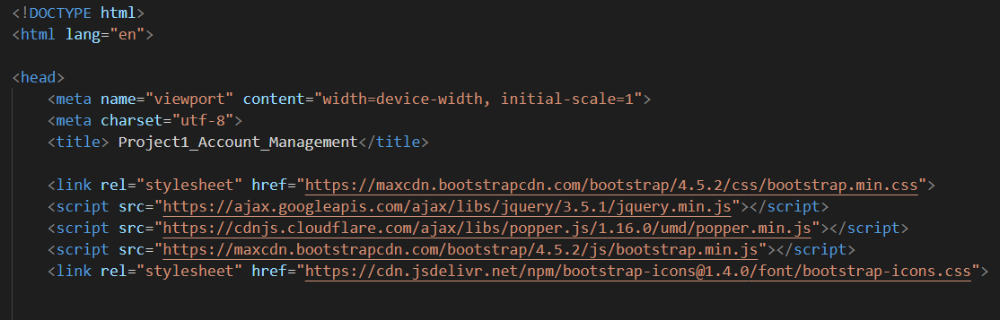 <!DOCTYPE html>
<html lang="en">
<head>
<meta name="viewport" content="width=device-width, initial-scale=1">
<meta charset="utf-8">
<title> Project1_Account_Management</title>
<link rel="stylesheet" href="https://maxcdn.bootstrapcdn.com/bootstrap/4.5.2/css/bootstrap.min.css">
<script src="https://ajax.googleapis.com/ajax/libs/jquery/3.5.1/jquery.min.js"></script>
<script src="https://cdnjs.cloudflare.com/ajax/libs/popper.js/1.16.0/umd/popper.min.js"></script>
<script src="https://maxcdn.bootstrapcdn.com/bootstrap/4.5.2/js/bootstrap.min.js"></script>
<link rel="stylesheet" href="https://cdn.jsdelivr.net/npm/bootstrap-icons@1.4.0/font/bootstrap-icons.css">